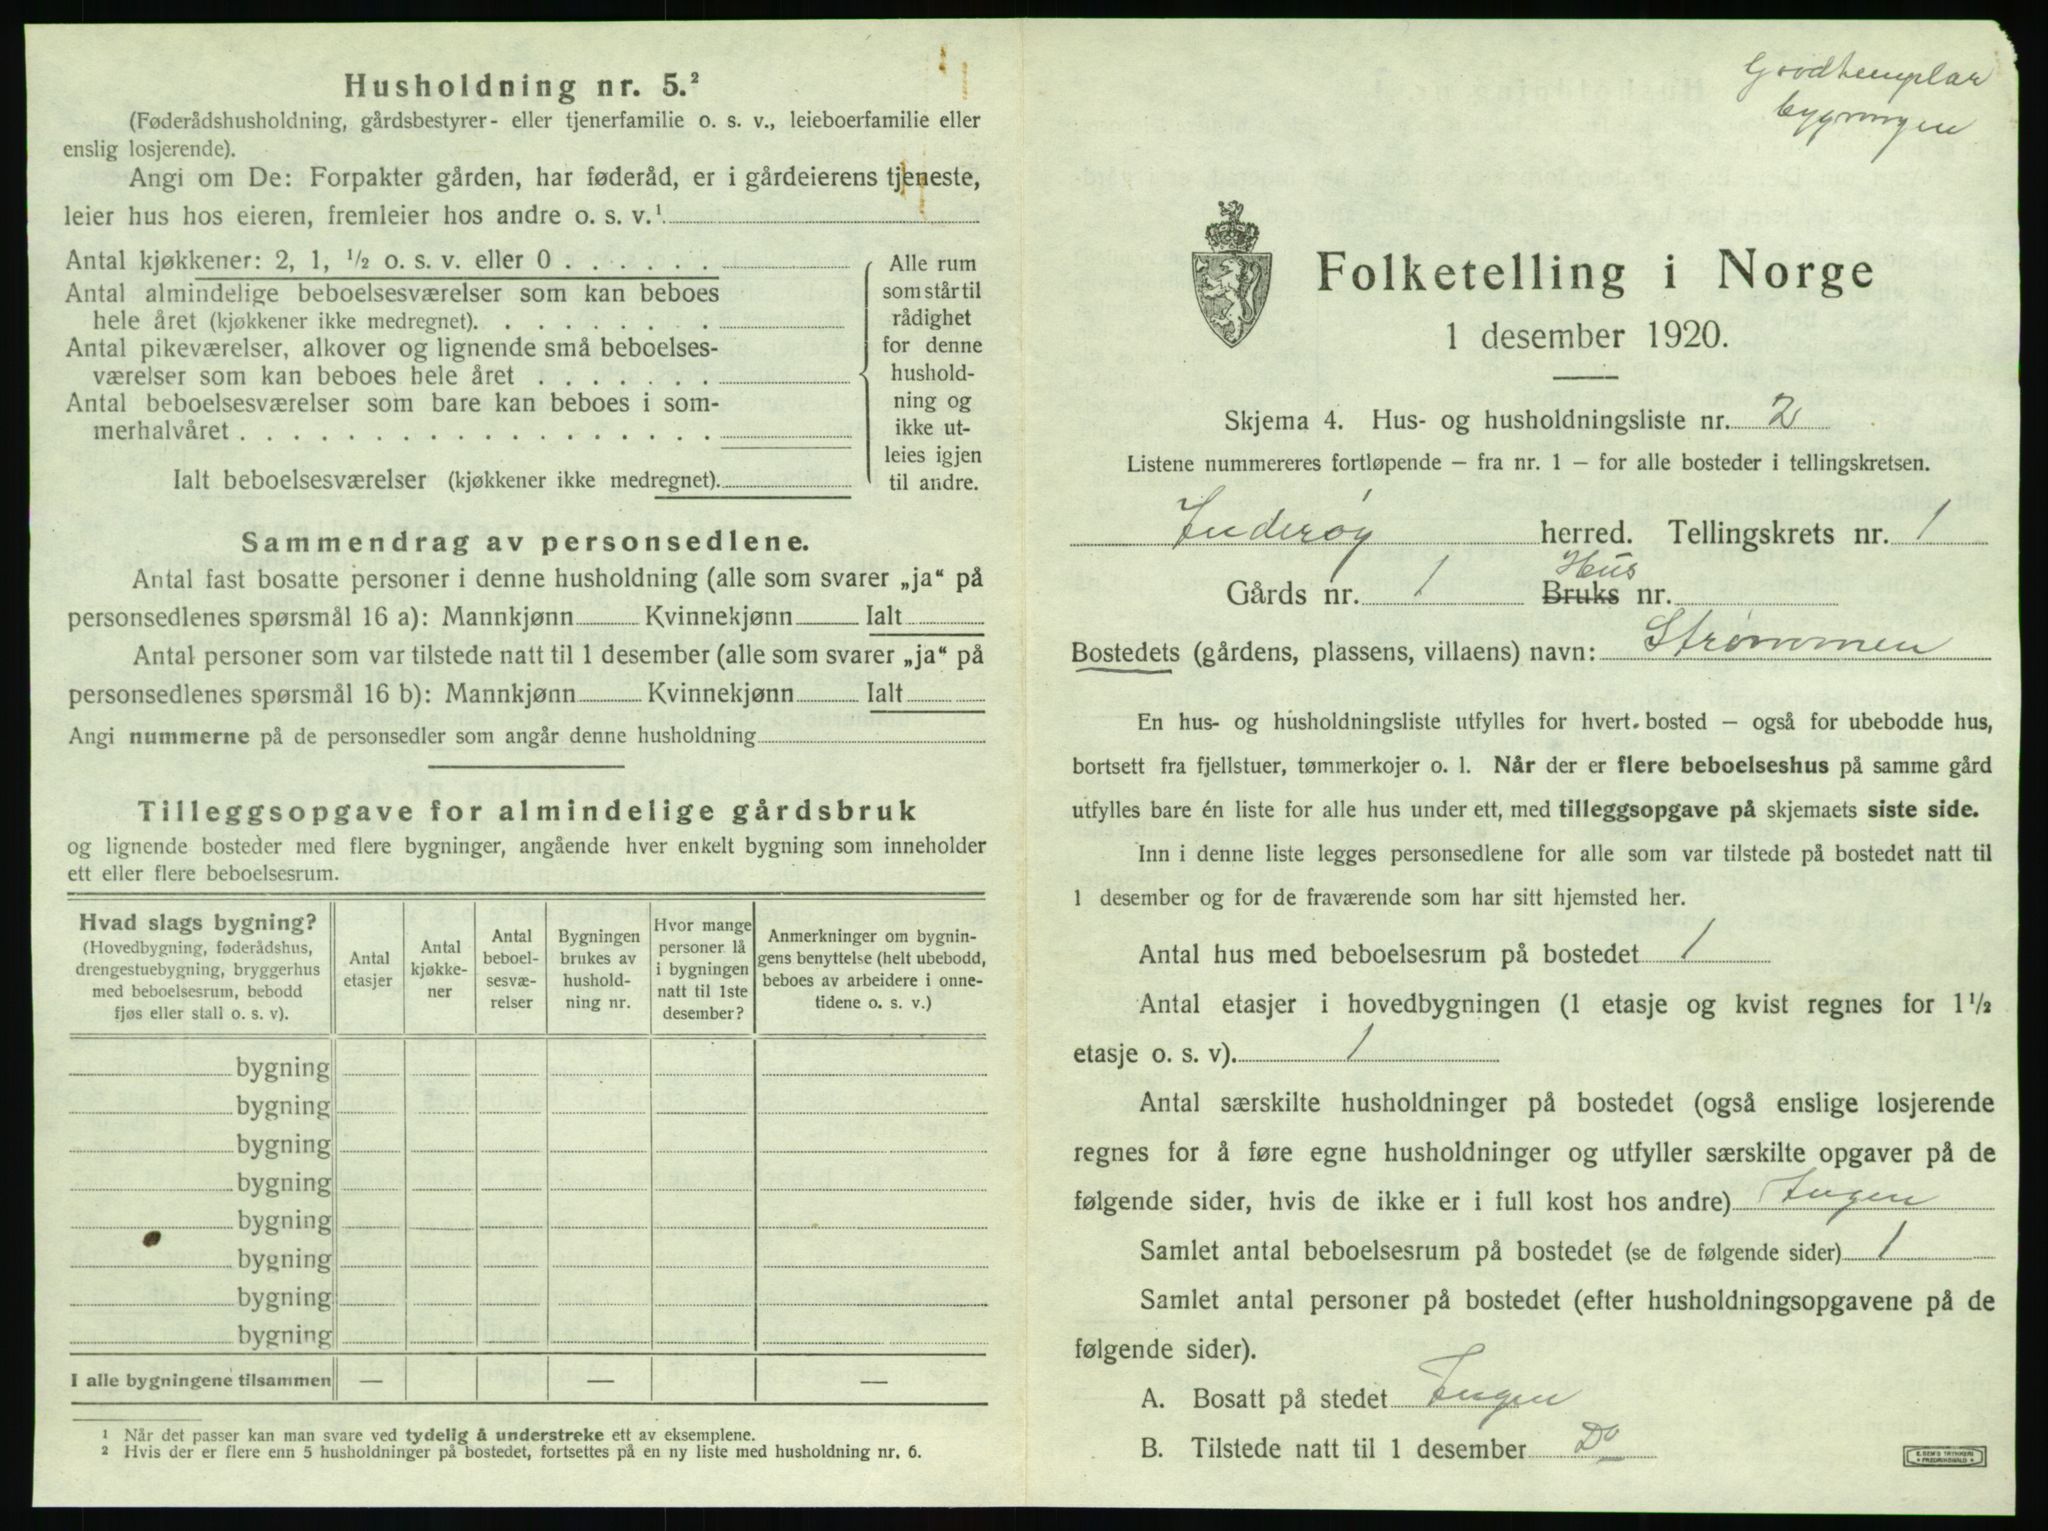 Husholdning nr. 5.²
(Føderådshusholdning, gårdsbestyrer- eller tjenerfamilie o. s. v., leieboerfamilie eller
enslig losjerende).
Angi om De: Forpakter gården, har føderåd, er i gårdeierens tjeneste,
leier hus hos eieren, fremleier hos andre o. s. v.¹
Antal kjøkkener: 2, 1, ½ o. s. v. eller 0 . . . . . .
Antal almindelige beboelsesværelser som kan beboes
hele året (kjøkkener ikke medregnet). . . . . . . . .
Antal pikeværelser, alkover og lignende små beboelses-
værelser som kan beboes hele året . . . . . . .
Antal beboelsesværelser som bare kan beboes i som-
merhalvåret . . . . . . . . . . . . . . . . . .
Ialt beboelsesværelser (kjøkkener ikke medregnet).
Alle rum
som står til
rådighet
for denne
hushold-
ning og
ikke ut-
leies igjen
til andre.
Sammendrag av personsedlene.
Antal fast bosatte personer i denne husholdning (alle som svarer „ja“ på
personsedlenes spørsmål 16 a): Mannkjønn Kvinnekjønn Ialt
Antal personer som var tilstede natt til 1 desember (alle som svarer „ja“ på
personsedlenes spørsmål 16 b): Mannkjønn Kvinnekjønn Ialt
Angi nummerne på de personsedler som angår denne husholdning
Tilleggsopgave for almindelige gårdsbruk
og lignende bosteder med flere bygninger, angående hver enkelt bygning som inneholder
ett eller flere beboelsesrum.
Hvad slags bygning?
(Hovedbygning, føderådshus,
drengestuebygning, bryggerhus
med beboelsesrum, bebodd
fjøs eller stall o. s. v).
Antal
etasjer
Antal
kjøkke-
ner
Antal
beboel-
sesvæ-
relser
Bygningen
brukes av
hushold-
ning nr.
Hvor mange
personer lå
i bygningen
natt til 1ste
desember?
Anmerkninger om bygnin-
gens benyttelse (helt ubebodd,
beboes av arbeidere i onne-
tidene o. s. v.)
bygning
bygning
bygning
bygning
bygning
bygning
bygning
bygning
I alle bygningene tilsammen — — —
¹ Når det passer kan man svare ved tydelig å understreke ett av eksemplene.
² Hvis der er flere enn 5 husholdninger på bostedet, fortsettes på en ny liste med husholdning nr. 6.
Goodtemplar
bygningen
Folketelling i Norge
1 desember 1920.
Skjema 4. Hus- og husholdningsliste nr. 2
Listene nummereres fortløpende – fra nr. 1 – for alle bosteder i tellingskretsen.
Inderøy herred. Tellingskrets nr. 1
Hus
Gårds nr. 1 Bruks nr.
Bostedets (gårdens, plassens, villaens) navn: Strømmen
En hus- og husholdningsliste utfylles for hvert bosted – også for ubebodde hus,
bortsett fra fjellstuer, tømmerkojer o. l. Når der er flere beboelseshus på samme gård
utfylles bare én liste for alle hus under ett, med tilleggsopgave på skjemaets siste side.
Inn i denne liste legges personsedlene for alle som var tilstede på bostedet natt til
1 desember og for de fraværende som har sitt hjemsted her.
Antal hus med beboelsesrum på bostedet 1
Antal etasjer i hovedbygningen (1 etasje og kvist regnes for 1½
etasje o. s. v). 1
Antal særskilte husholdninger på bostedet (også enslige losjerende
regnes for å føre egne husholdninger og utfyller særskilte opgaver på de
følgende sider, hvis de ikke er i full kost hos andre) Ingen
Samlet antal beboelsesrum på bostedet (se de følgende sider) 1
Samlet antal personer på bostedet (efter husholdningsopgavene på de
følgende sider).
A. Bosatt på stedet Ingen
B. Tilstede natt til 1 desember Do